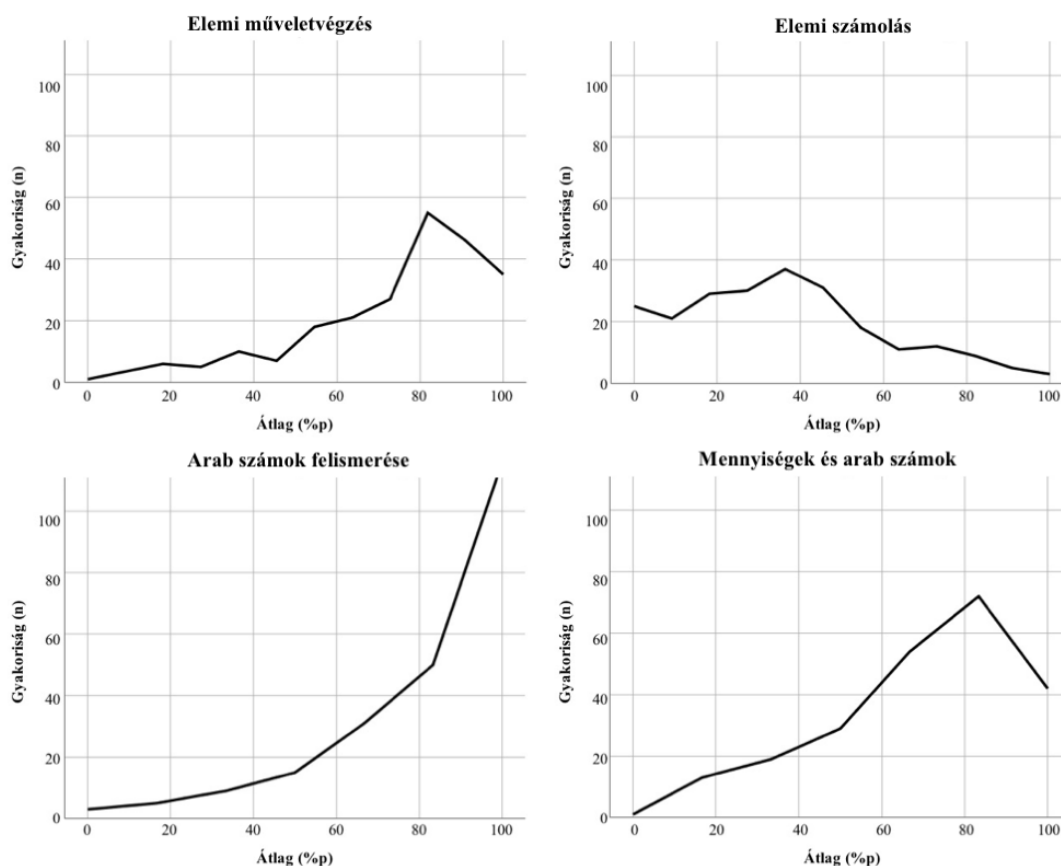 Elemi műveletvégzés
100
80
60
40
20
0
Gyakoriság (n)
0 20 40 60 80 100
Átlag (%p)
Elemi számolás
100
80
60
40
20
0
Gyakoriság (n)
0 20 40 60 80 100
Átlag (%p)
Arab számok felismerése
100
80
60
40
20
0
Gyakoriság (n)
0 20 40 60 80 100
Átlag (%p)
Mennyiségek és arab számok
100
80
60
40
20
0
Gyakoriság (n)
0 20 40 60 80 100
Átlag (%p)